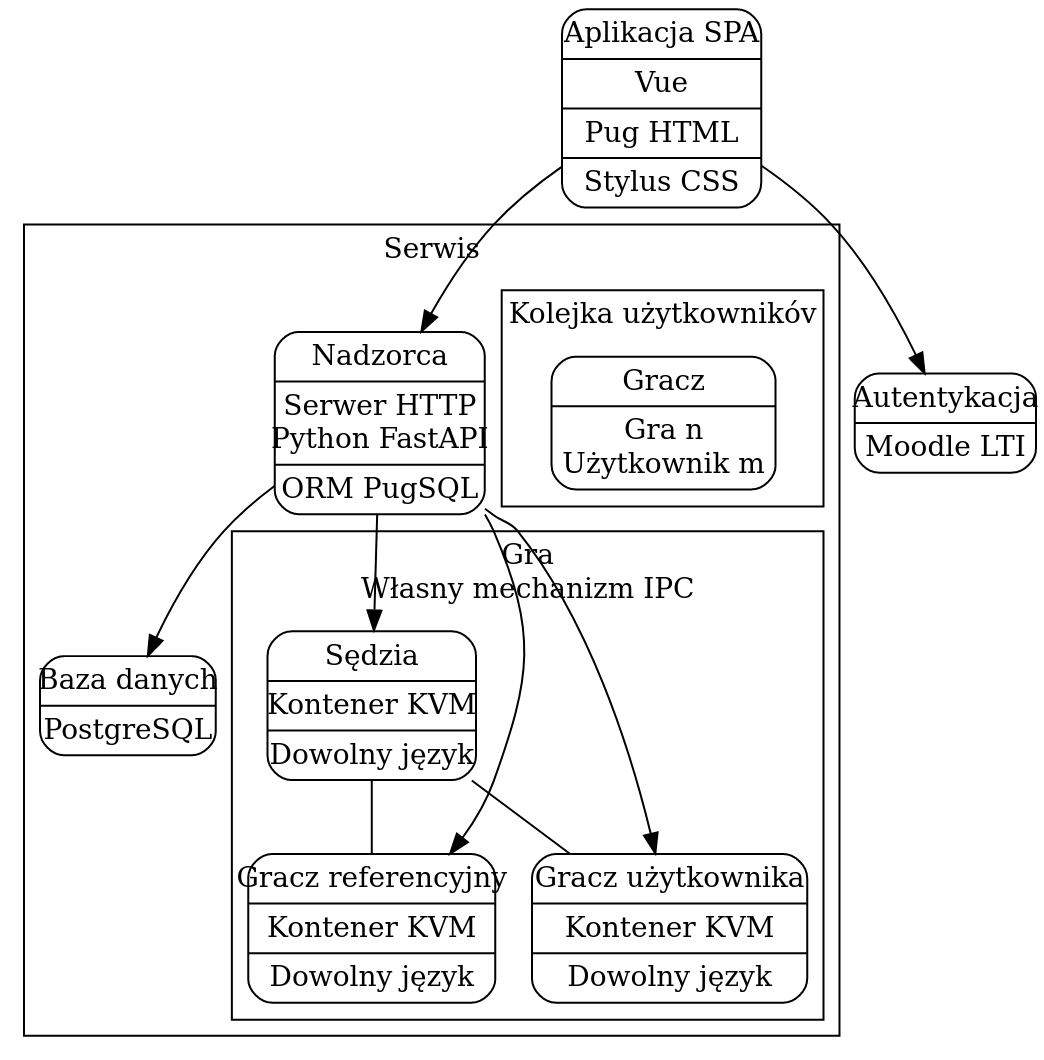 Aplikacja SPA
Vue
Pug HTML
Stylus CSS
Serwis
Kolejka użytkownikóv
Nadzorca
Serwer HTTP
Python FastAPI
ORM PugSQL
Gracz
Gra n
Użytkownik m
Autentykacja
Moodle LTI
Gra
Własny mechanizm IPC
Baza danych
PostgreSQL
Sędzia
Kontener KVM
Dowolny język
Gracz referencyjny
Kontener KVM
Dowolny język
Gracz użytkownika
Kontener KVM
Dowolny język